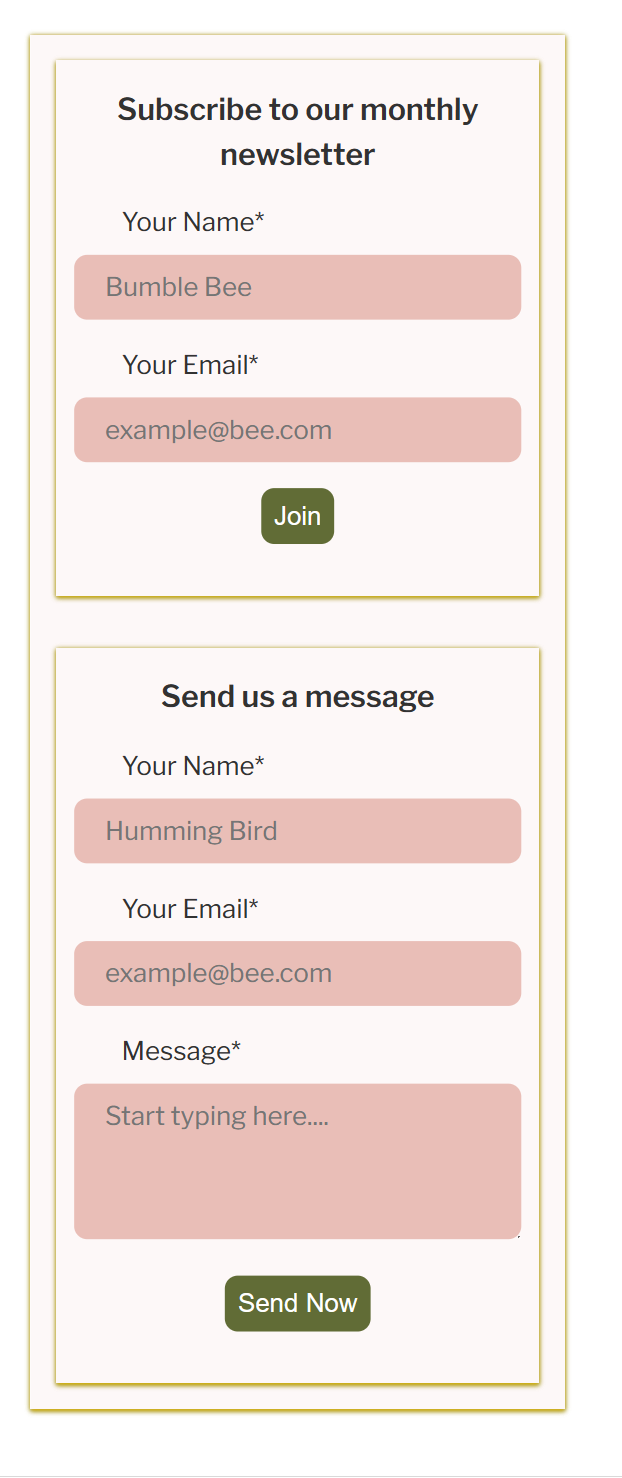 Subscribe to our monthly
newsletter
Your Name*
Bumble Bee
Your Email*
example@bee.com
Join
Send us a message
Your Name*
Humming Bird
Your Email*
example@bee.com
Message*
Start typing here....
Send Now